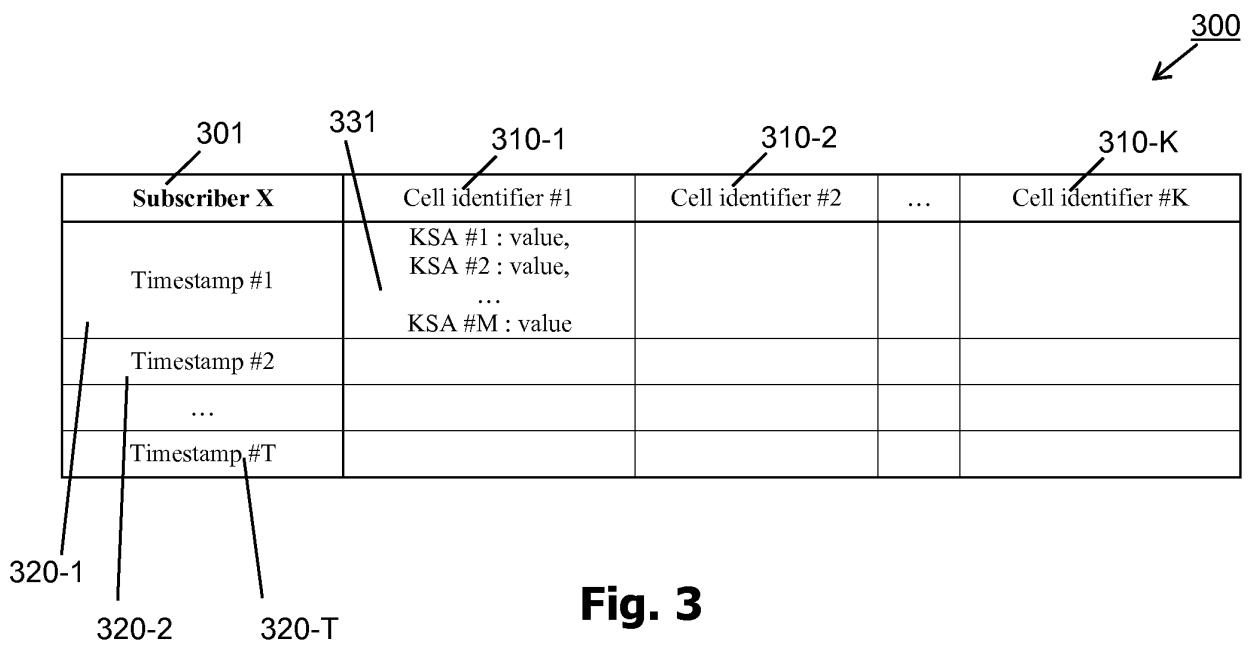 300
301
331
310-1
310-2
310-K
Subscriber X
Cell identifier #1
Cell identifier #2
…
Cell identifier #K
Timestamp #1
KSA #1 : value,
KSA #2 : value,
…
KSA #M : value
Timestamp #2
…
Timestamp #T
320-1
320-2
320-T
Fig. 3